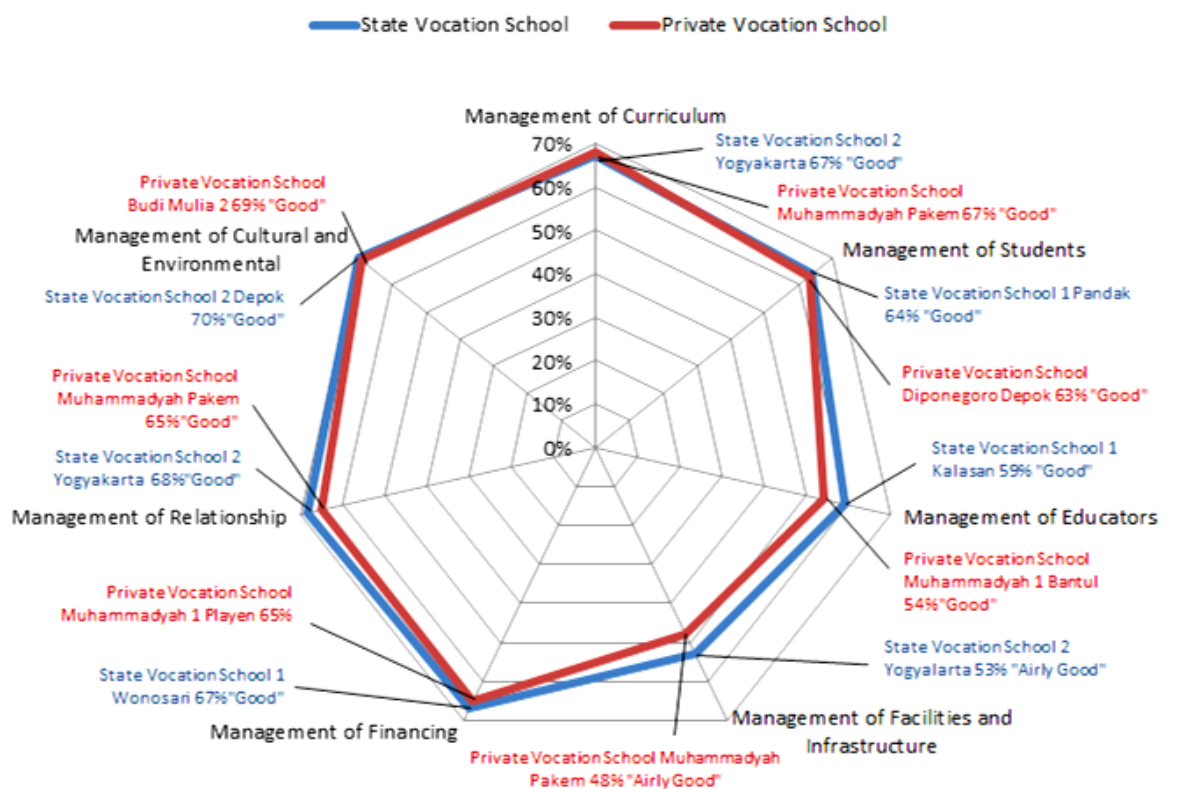 State Vocation School
Private Vocation School
Management of Curriculum
70%
60%
50%
40%
30%
20%
10%
0%
State Vocation School 2
Yogyakarta 67% "Good"
Private Vocation School
Muhammadyah Pakem 67% "Good"
Management of Students
State Vocation School 1 Pandak
64% "Good"
Private Vocation School
Diponegoro Depok 63% "Good"
State Vocation School 1
Kalasan 59% "Good"
Management of Educators
Private Vocation School
Muhammadyah 1 Bantul
54%"Good"
State Vocation School 2
Yogyalarta 53% "Airly Good"
Management of Facilities and
Infrastructure
Private Vocation School Muhammadyah
Pakem 48% "Airly Good"
Management of Financing
State Vocation School 1
Wonosari 67%"Good"
Private Vocation School
Muhammadyah 1 Playen 65%
Management of Relationship
State Vocation School 2
Yogyakarta 68%"Good"
Private Vocation School
Muhammadyah Pakem
65%"Good"
State Vocation School 2 Depok
70%"Good"
Management of Cultural and
Environmental
Private Vocation School
Budi Mulia 2 69% "Good"